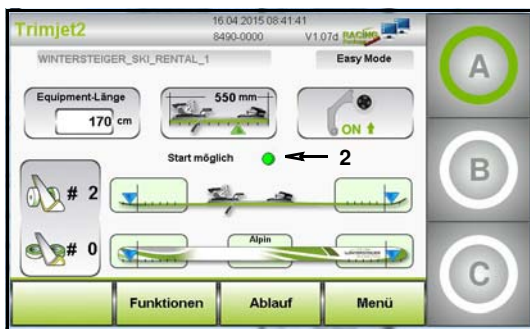 Trimjet2
16.04.2015 08:41:41
8490-0000 V1.07d RACING
WINTERSTEIGER_SKI_RENTAL_1
Easy Mode
A
Equipment-Länge
170 cm
550 mm
ON
Start möglich
2
B
# 2
# 0
Alpin
C
Funktionen
Ablauf
Menü